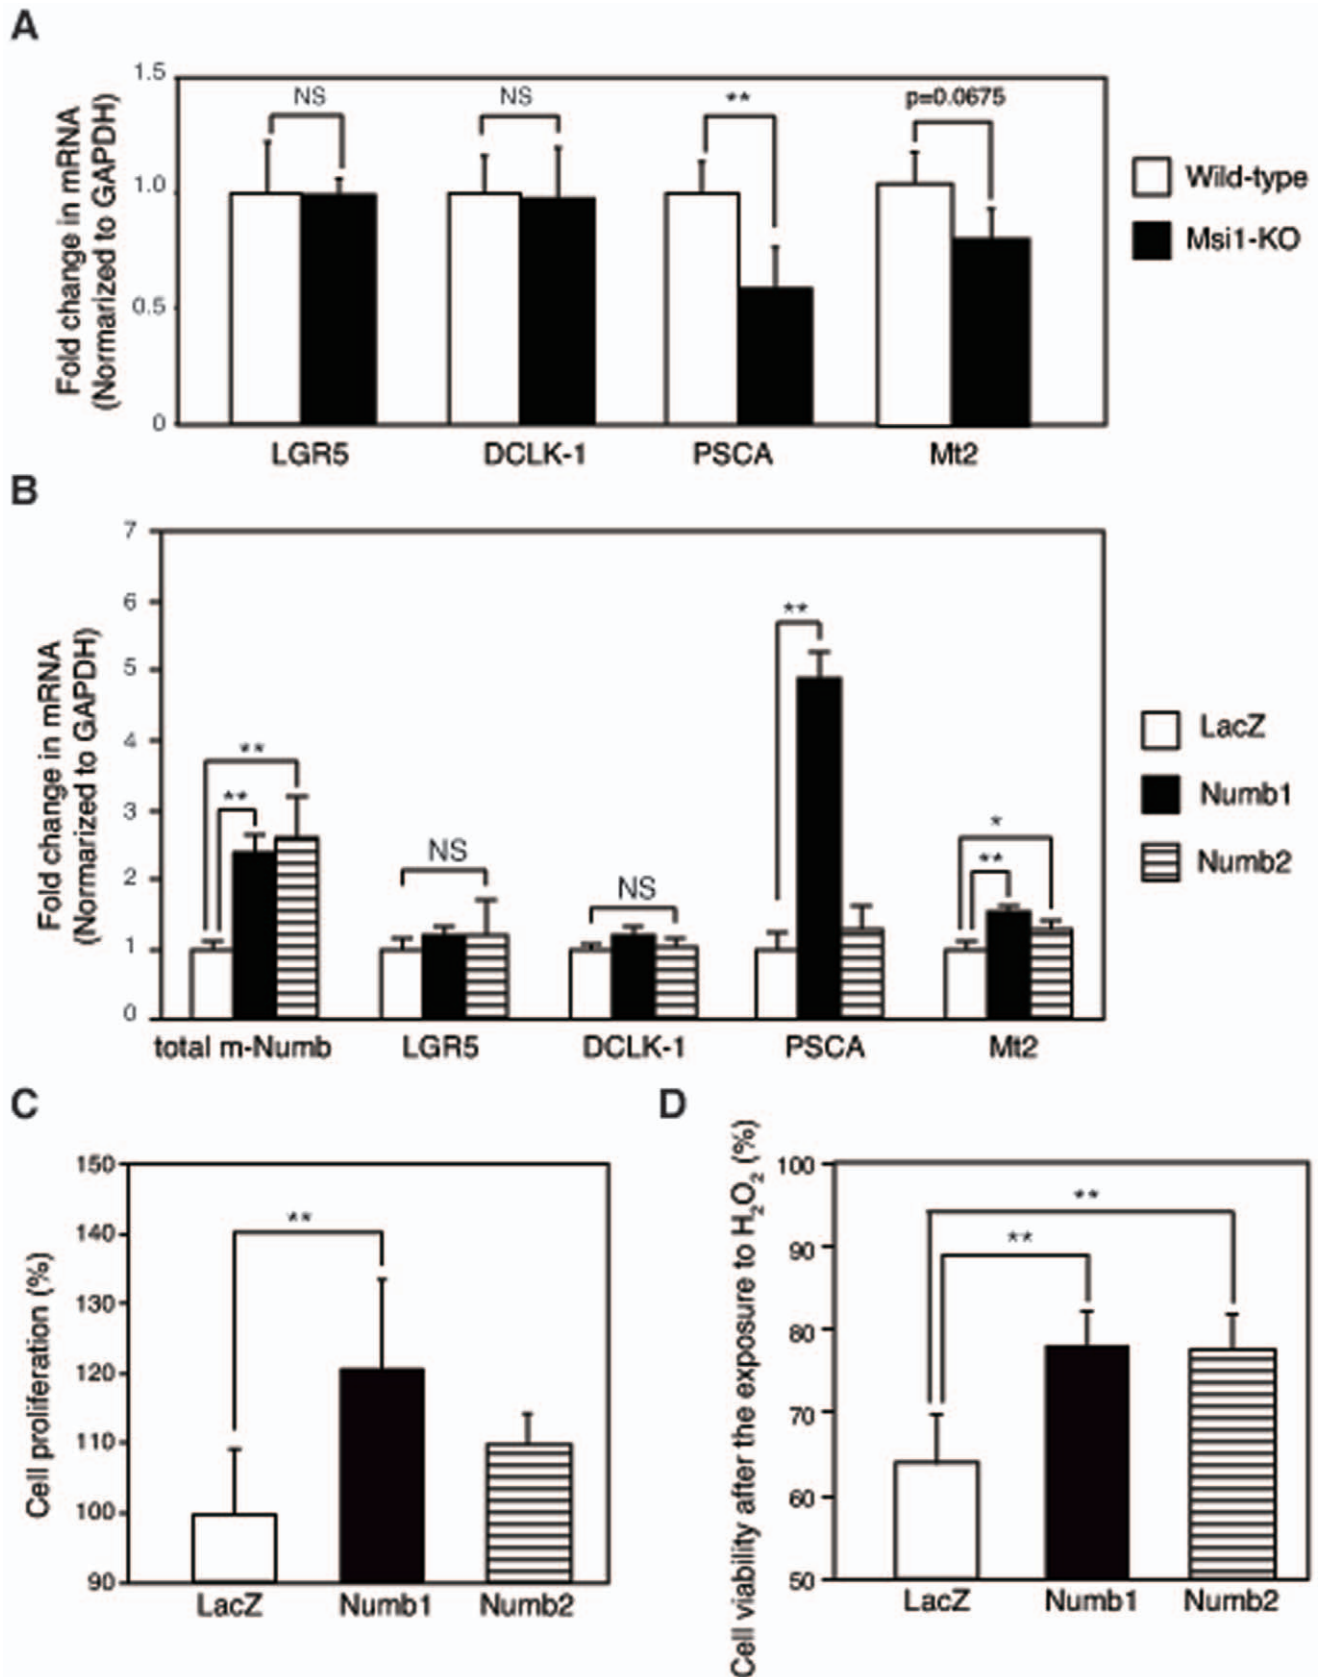 A
Fold change in mRNA
(Normarized to GAPDH)
1.5
1.0
0.5
0
NS
NS
**
p=0.0675
Wild-type
Msi1-KO
LGR5
DCLK-1
PSCA
Mt2
B
Fold change in mRNA
(Normarized to GAPDH)
7
6
5
4
3
2
1
0
**
**
NS
NS
**
*
**
LacZ
Numb1
Numb2
total m-Numb
LGR5
DCLK-1
PSCA
Mt2
C
Cell proliferation (%)
150
140
130
120
110
100
90
**
LacZ
Numb1
Numb2
D
Cell viability after the exposure to H₂O₂ (%)
100
90
80
70
60
50
**
**
LacZ
Numb1
Numb2